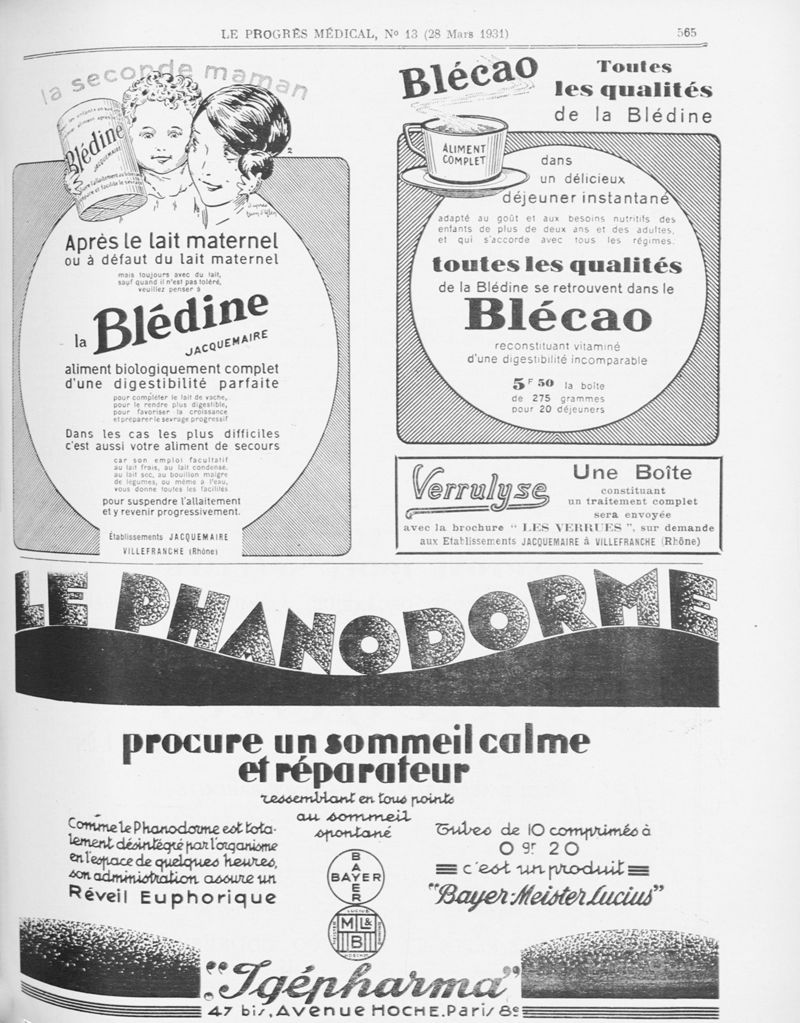 LE PROGRÈS MÉDICAL, No 13 (28 Mars 1931)
565
la seconde maman
Blédine
JACQUEMAIRE
Après le lait maternel
ou à défaut du lait maternel
mais toujours avec du lait,
sauf quand il n'est pas toléré,
veuillez penser à
la Blédine
JACQUEMAIRE
aliment biologiquement complet
d'une digestibilité parfaite
pour compléter le lait de vache,
pour le rendre plus digestible,
pour favoriser la croissance
et préparer le sevrage progressif
Dans les cas les plus difficiles
c'est aussi votre aliment de secours
car son emploi facultatif
au lait frais, au lait condensé,
au lait sec, au bouillon maigre
de légumes, ou même à l'eau,
vous donne toutes les facilités
pour suspendre l'allaitement
et y revenir progressivement.
Établissements JACQUEMAIRE
VILLEFRANCHE (Rhône)
Blécao
Toutes
les qualités
de la Blédine
ALIMENT
COMPLET
dans
un délicieux
déjeuner instantané
adapté au goût et aux besoins nutritifs des
enfants de plus de deux ans et des adultes,
et qui s'accorde avec tous les régimes.
toutes les qualités
de la Blédine se retrouvent dans le
Blécao
reconstituant vitaminé
d'une digestibilité incomparable
5F 50 la boîte
de 275 grammes
pour 20 déjeuners
Verrulyse
Une Boîte
constituant
un traitement complet
sera envoyée
avec la brochure “ LES VERRUES ”, sur demande
aux Etablissements JACQUEMAIRE à VILLEFRANCHE (Rhône)
LE PHANODORME
procure un sommeil calme
et réparateur
ressemblant en tous points
au sommeil
spontané
Comme le Phanodorme est tota-
lement désintégré par l'organisme
en l'espace de quelques heures,
son administration assure un
Réveil Euphorique
BAYER
BAYER
M L&
B
Tubes de 10 comprimés à
0 gr 20
c'est un produit
"Bayer-Meister Lucius"
"Igépharma"
47 bis, Avenue HOCHE. Paris 8e